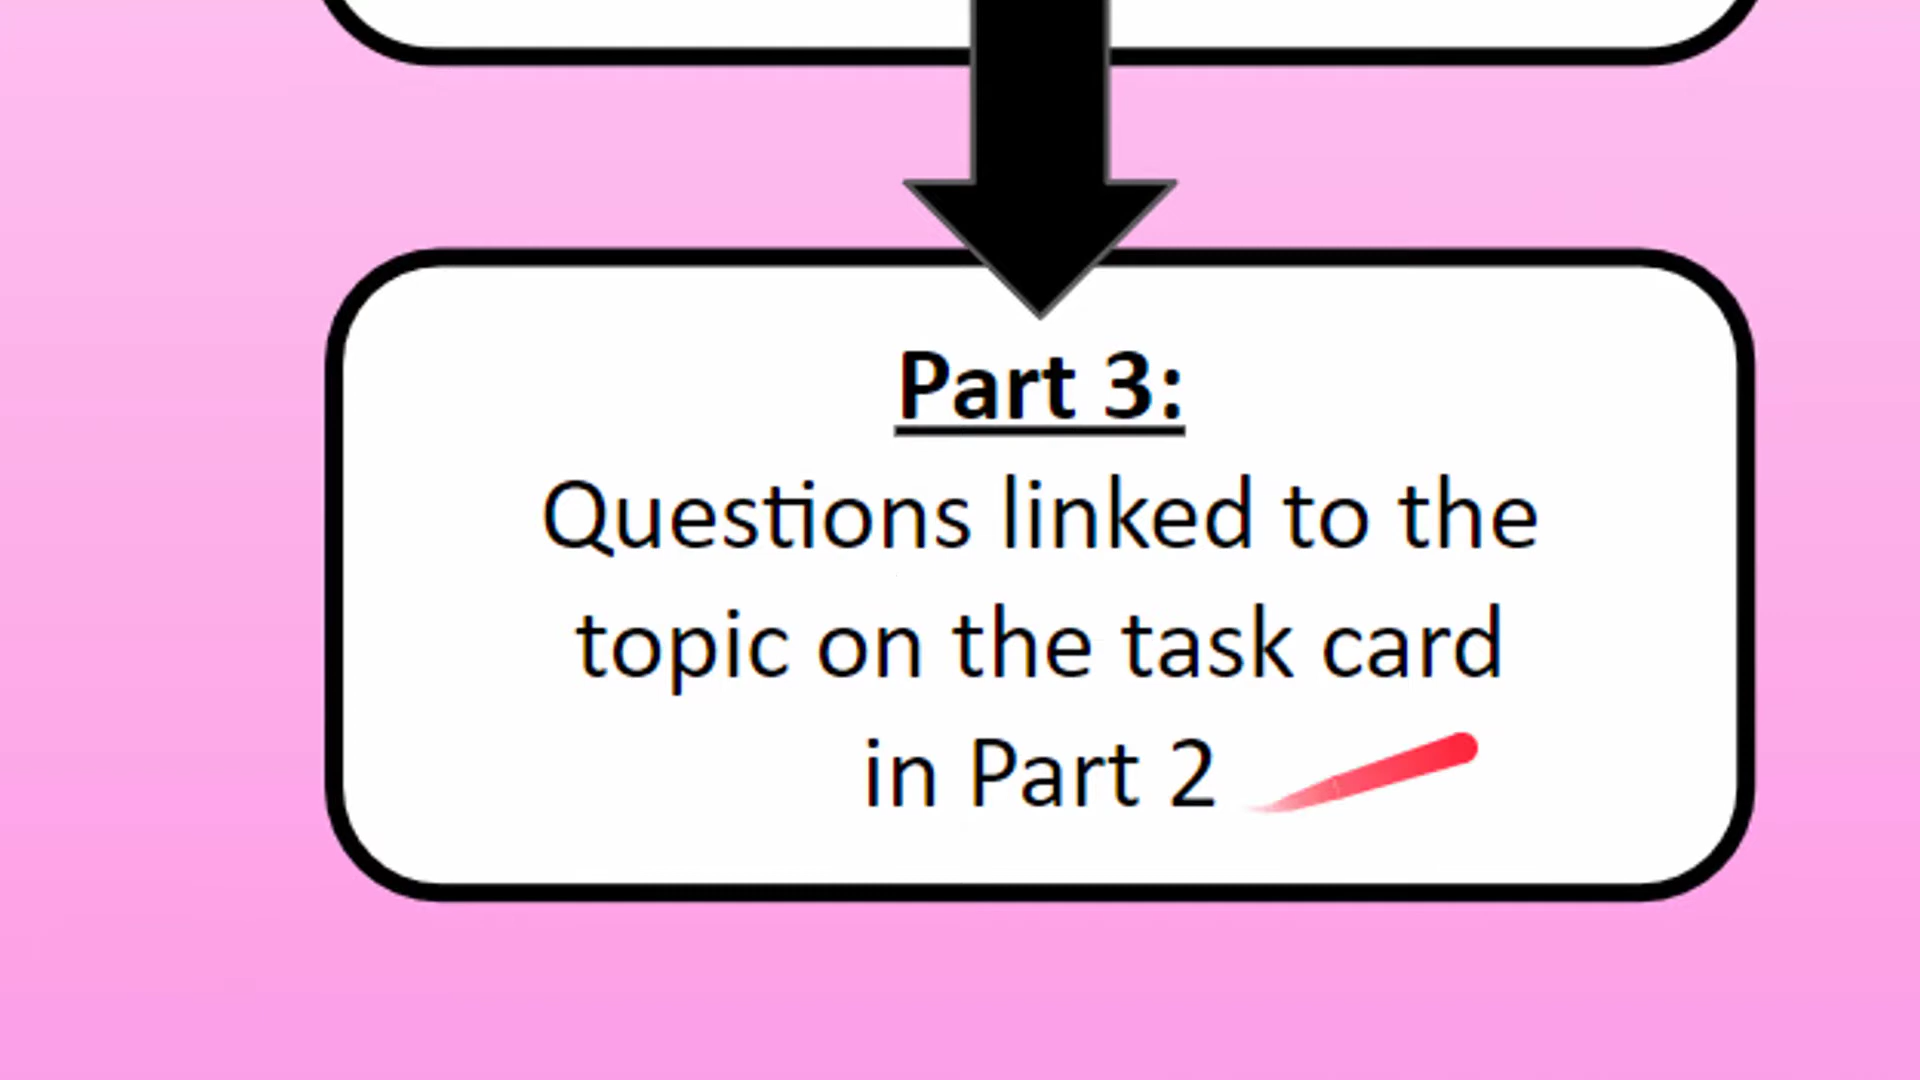 Part 3:
Questions linked to the
topic on the task card
in Part 2